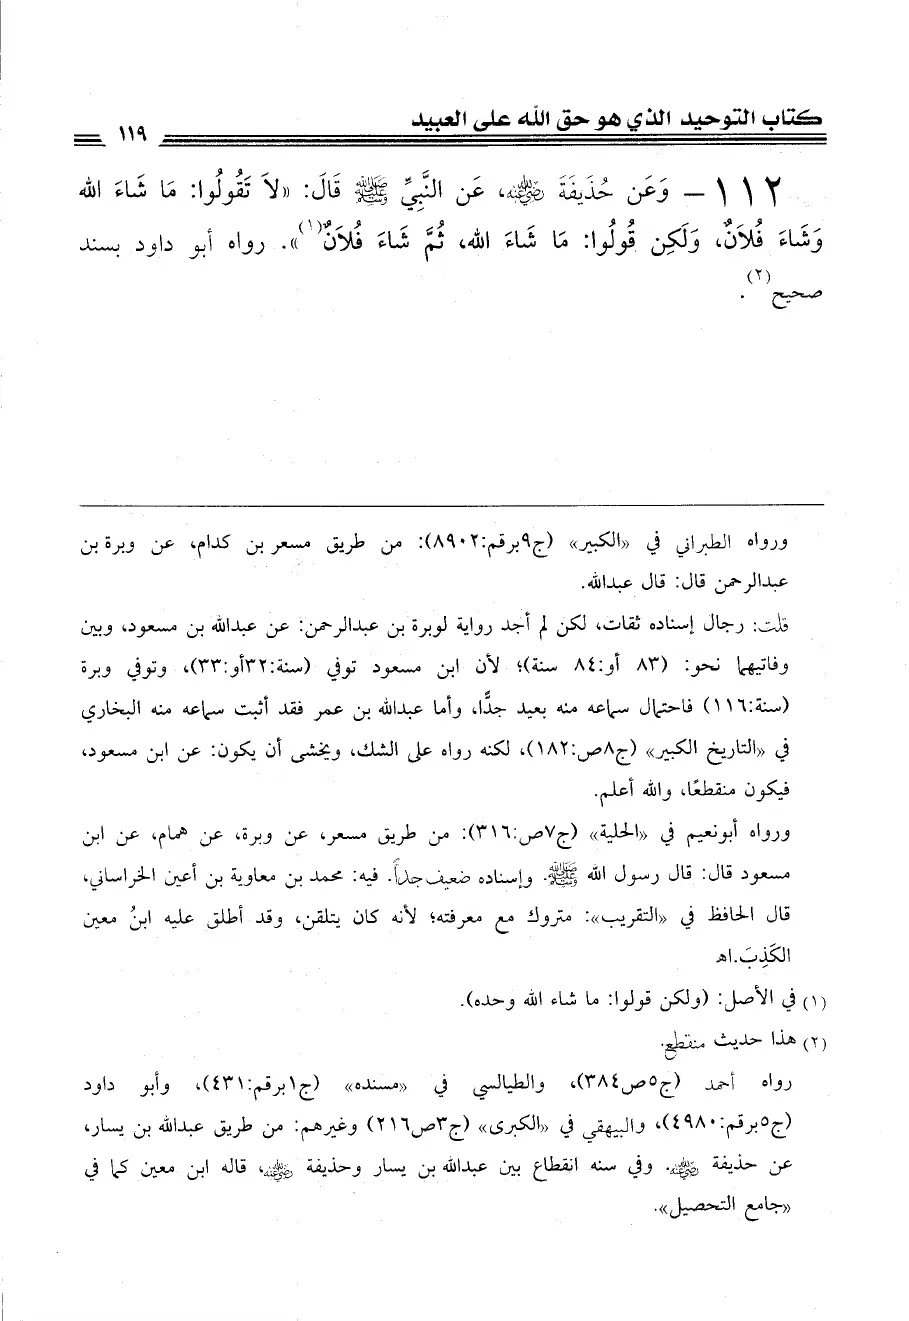 كتاب التوحيد الذي هو حق الله على العبيد ١١٩
١١٢ – وَعَن حُذَيفَةَ رضي الله عنه، عَن النَّبِيِّ ﷺ قَالَ: «لاَ تَقُولُوا: مَا شَاءَ الله
وَشَاءَ فُلاَنٌ، وَلَكِن قُولُوا: مَا شَاءَ الله، ثُمَّ شَاءَ فُلاَنٌ(١)». رواه أبو داود بسند
صحيح(٢).
ورواه الطبراني في «الكبير» (ج٩برقم:٨٩٠٢): من طريق مسعر بن كدام، عن وبرة بن
عبدالرحمن قال: قال عبدالله.
قلت: رجال إسناده ثقات، لكن لم أجد رواية لوبرة بن عبدالرحمن: عن عبدالله بن مسعود، وبين
وفاتيهما نحو: (٨٣ أو:٨٤ سنة)؛ لأن ابن مسعود توفي (سنة:٣٢أو:٣٣)، وتوفي وبرة
(سنة:١١٦) فاحتمال سماعه منه بعيد جدًّا، وأما عبدالله بن عمر فقد أثبت سماعه منه البخاري
في «التاريخ الكبير» (ج٨ص:١٨٢)، لكنه رواه على الشك، ويخشى أن يكون: عن ابن مسعود،
فيكون منقطعًا، والله أعلم.
ورواه أبونعيم في «الحلية» (ج٧ص:٣١٦): من طريق مسعر، عن وبرة، عن همام، عن ابن
مسعود قال: قال رسول الله ﷺ. وإسناده ضعيف جداً. فيه: محمد بن معاوية بن أعين الخراساني،
قال الحافظ في «التقريب»: متروك مع معرفته؛ لأنه كان يتلقن، وقد أطلق عليه ابنُ معين
الكَذِبَ.اهـ
(١) في الأصل: (ولكن قولوا: ما شاء الله وحده).
(٢) هذا حديث منقطع.
رواه أحمد (ج٥ص٣٨٤)، والطيالسي في «مسنده» (ج١برقم:٤٣١)، وأبو داود
(ج٥برقم:٤٩٨٠)، والبيهقي في «الكبرى» (ج٣ص٢١٦) وغيرهم: من طريق عبدالله بن يسار،
عن حذيفة رضي الله عنه. وفي سنه انقطاع بين عبدالله بن يسار وحذيفة رضي الله عنه، قاله ابن معين كما في
«جامع التحصيل».